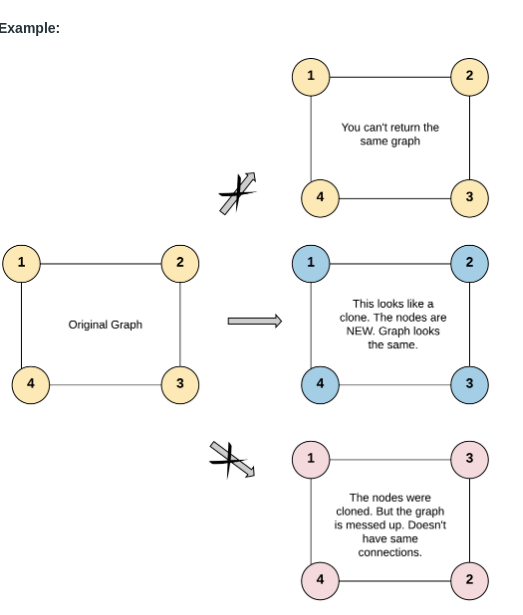 Example:
1
2
You can't return the
same graph
4
3
1
2
Original Graph
4
3
1
2
This looks like a
clone. The nodes are
NEW. Graph looks
the same.
4
3
1
3
The nodes were
cloned. But the graph
is messed up. Doesn't
have same
connections.
4
2